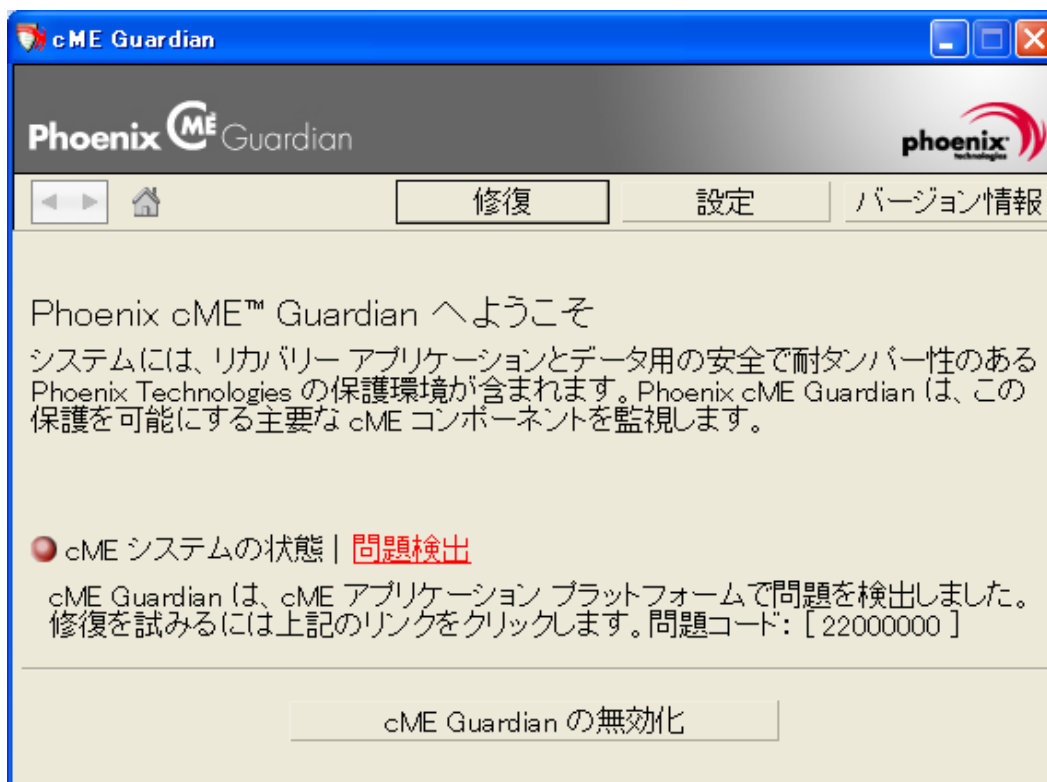 cME Guardian
Phoenix cME Guardian
phoenix technologies
修復 設定 バージョン情報
Phoenix cME™ Guardian へようこそ
システムには、リカバリー アプリケーションとデータ用の安全で耐タンパー性のある
Phoenix Technologies の保護環境が含まれます。Phoenix cME Guardian は、この
保護を可能にする主要な cME コンポーネントを監視します。
cME システムの状態 | 問題検出
cME Guardian は、cME アプリケーション プラットフォームで問題を検出しました。
修復を試みるには上記のリンクをクリックします。問題コード: [ 22000000 ]
cME Guardian の無効化